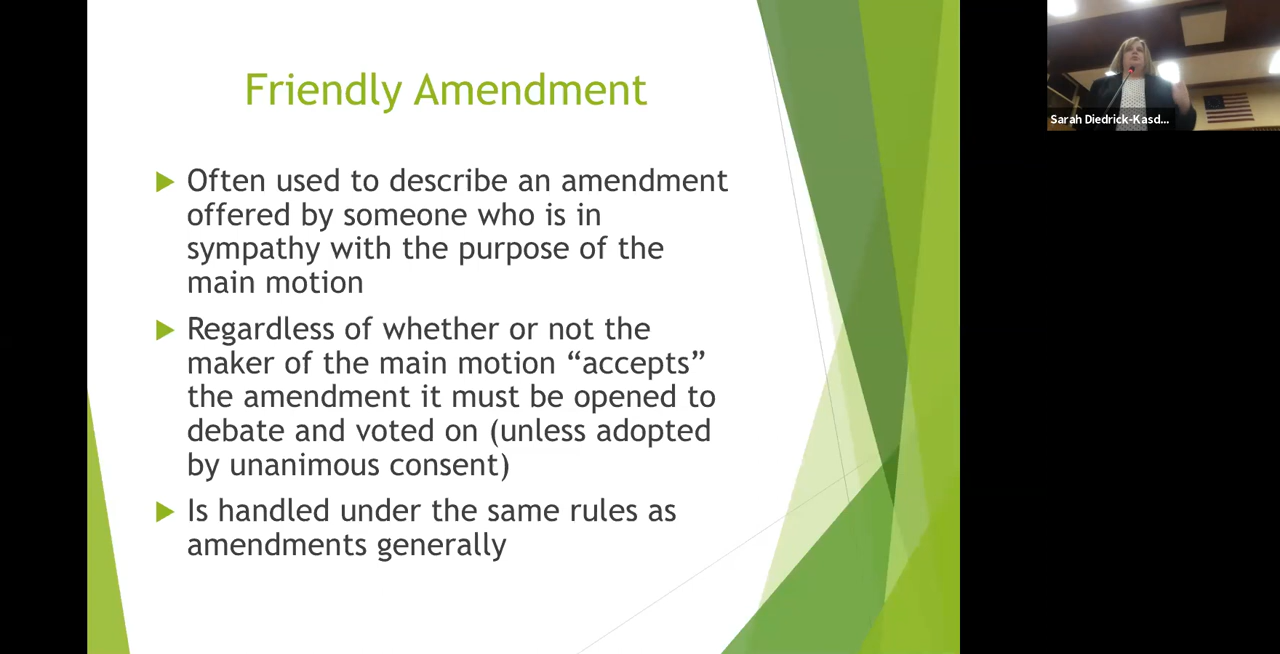 Friendly Amendment
Often used to describe an amendment
offered by someone who is in
sympathy with the purpose of the
main motion
Regardless of whether or not the
maker of the main motion “accepts”
the amendment it must be opened to
debate and voted on (unless adopted
by unanimous consent)
Is handled under the same rules as
amendments generally
Sarah Diedrick-Kasd...